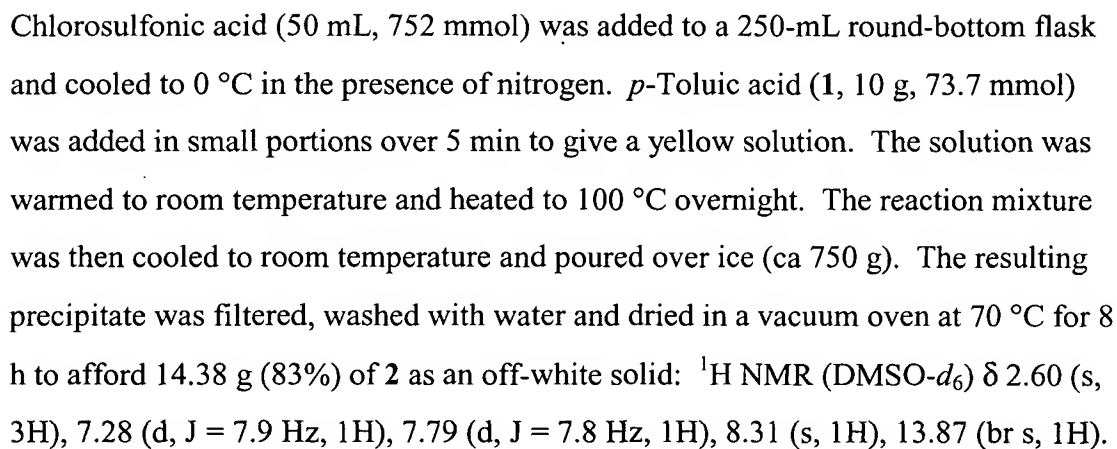 Chlorosulfonic acid (50 mL, 752 mmol) was added to a 250-mL round-bottom flask
and cooled to 0 °C in the presence of nitrogen. p-Toluic acid (1, 10 g, 73.7 mmol)
was added in small portions over 5 min to give a yellow solution. The solution was
warmed to room temperature and heated to 100 °C overnight. The reaction mixture
was then cooled to room temperature and poured over ice (ca 750 g). The resulting
precipitate was filtered, washed with water and dried in a vacuum oven at 70 °C for 8
h to afford 14.38 g (83%) of 2 as an off-white solid: ¹H NMR (DMSO-d₆) δ 2.60 (s,
3H), 7.28 (d, J = 7.9 Hz, 1H), 7.79 (d, J = 7.8 Hz, 1H), 8.31 (s, 1H), 13.87 (br s, 1H).